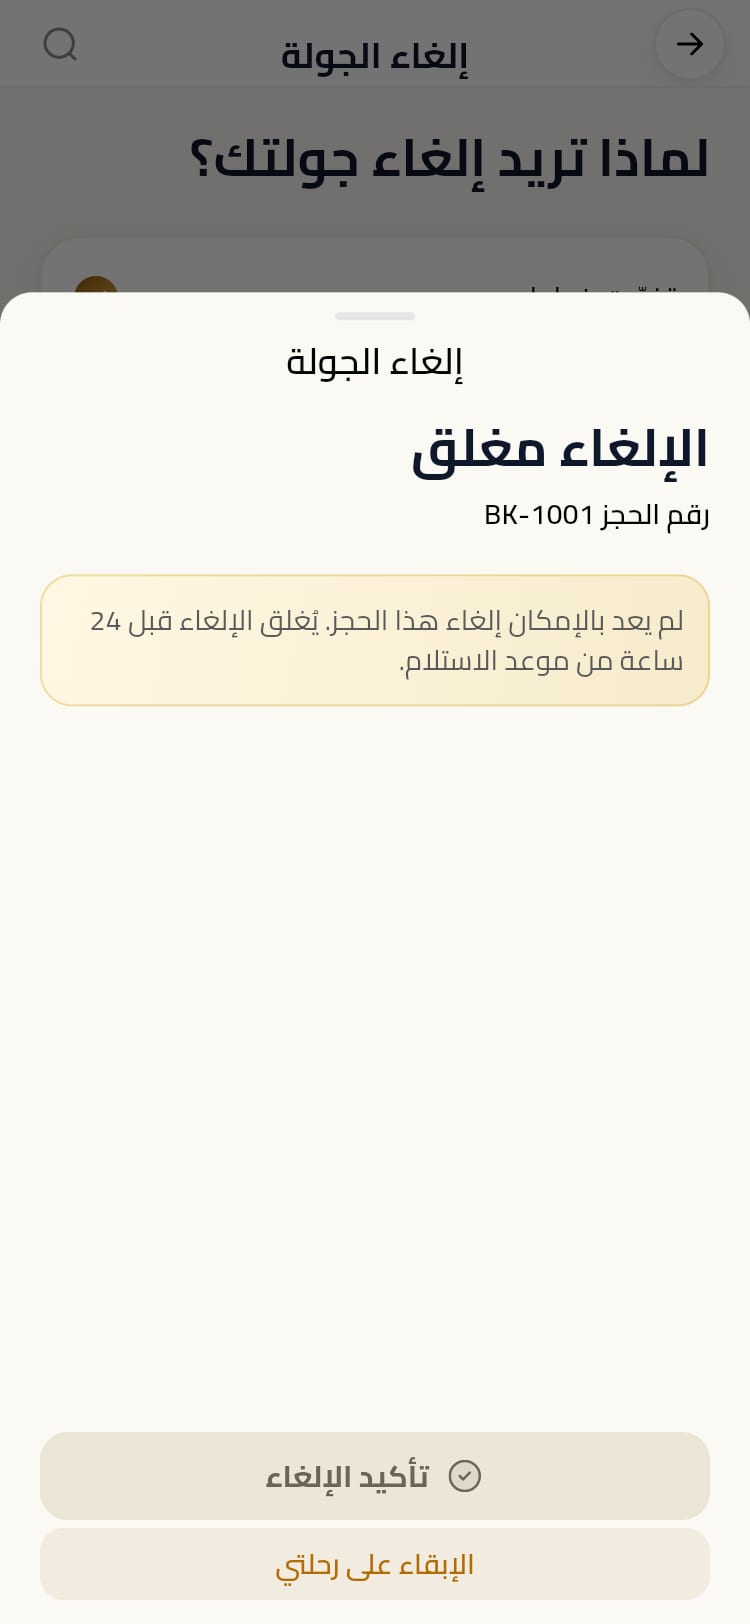 إلغاء الجولة
لماذا تريد إلغاء جولتك؟
إلغاء الجولة
الإلغاء مغلق
رقم الحجز BK-1001
لم يعد بالإمكان إلغاء هذا الحجز. يُغلق الإلغاء قبل 24
ساعة من موعد الاستلام.
تأكيد الإلغاء
الإبقاء على رحلتي